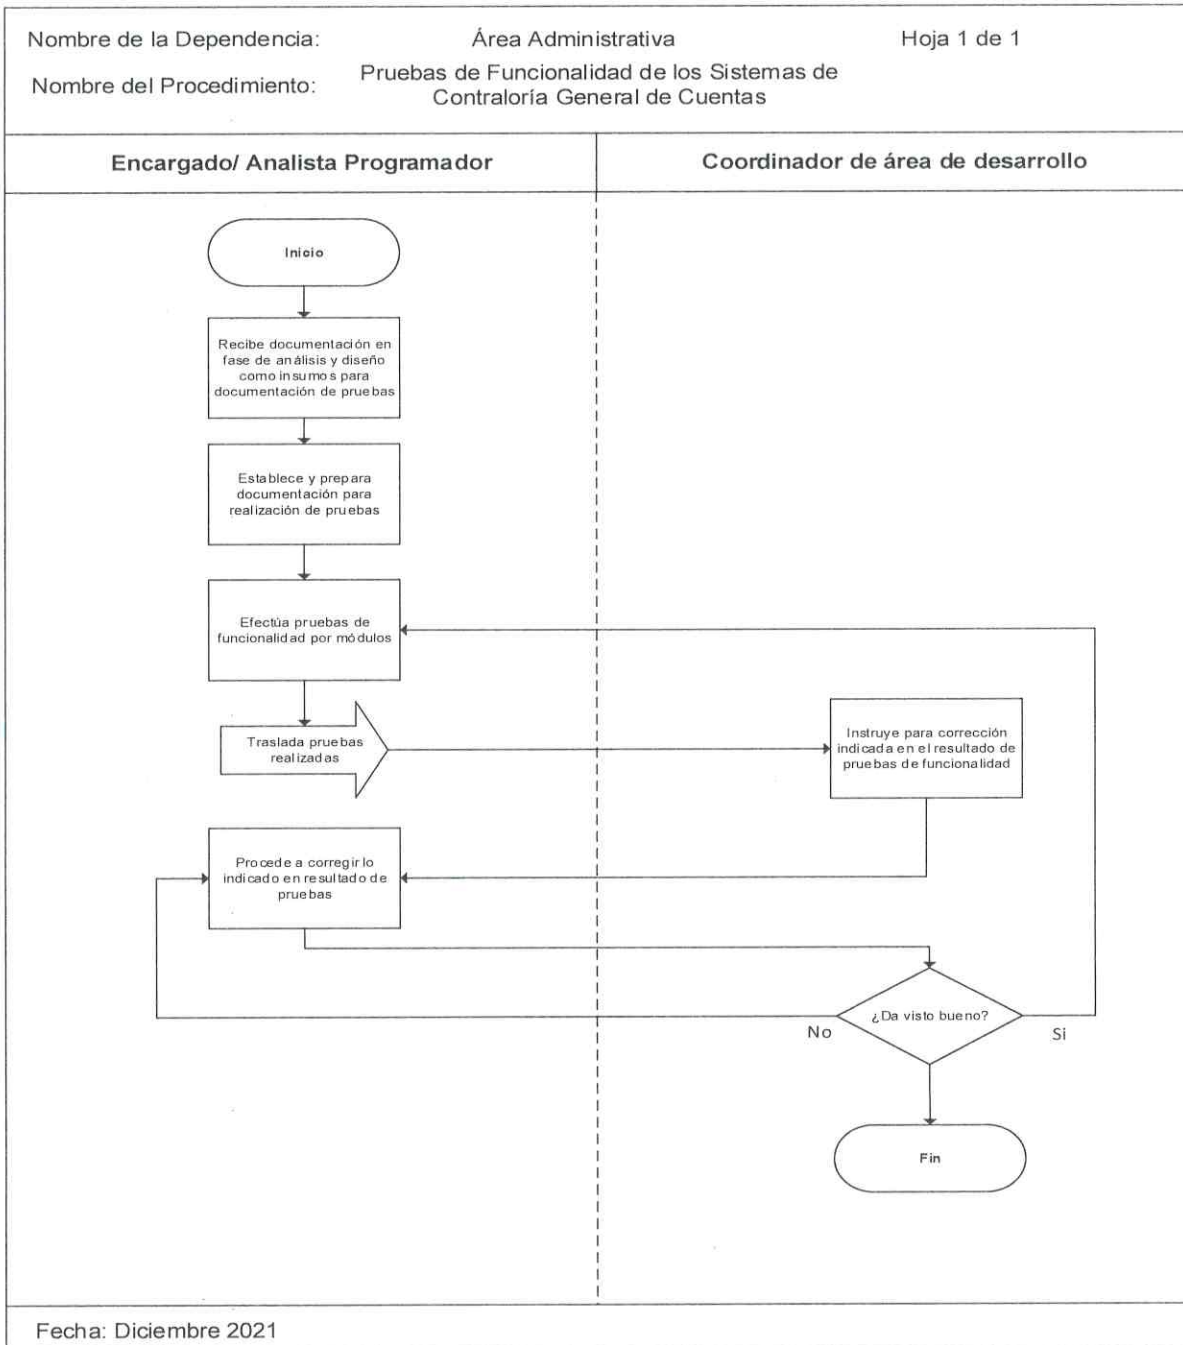 Nombre de la Dependencia: Área Administrativa Hoja 1 de 1
Nombre del Procedimiento: Pruebas de Funcionalidad de los Sistemas de
Contraloría General de Cuentas
Encargado/ Analista Programador
Coordinador de área de desarrollo
Inicio
Recibe documentación en
fase de análisis y diseño
como insumos para
documentación de pruebas
Establece y prepara
documentación para
realización de pruebas
Efectúa pruebas de
funcionalidad por módulos
Traslada pruebas
realizadas
Instruye para corrección
indicada en el resultado de
pruebas de funcionalidad
Procede a corregir lo
indicado en resultado de
pruebas
¿Da visto bueno?
No
Si
Fin
Fecha: Diciembre 2021